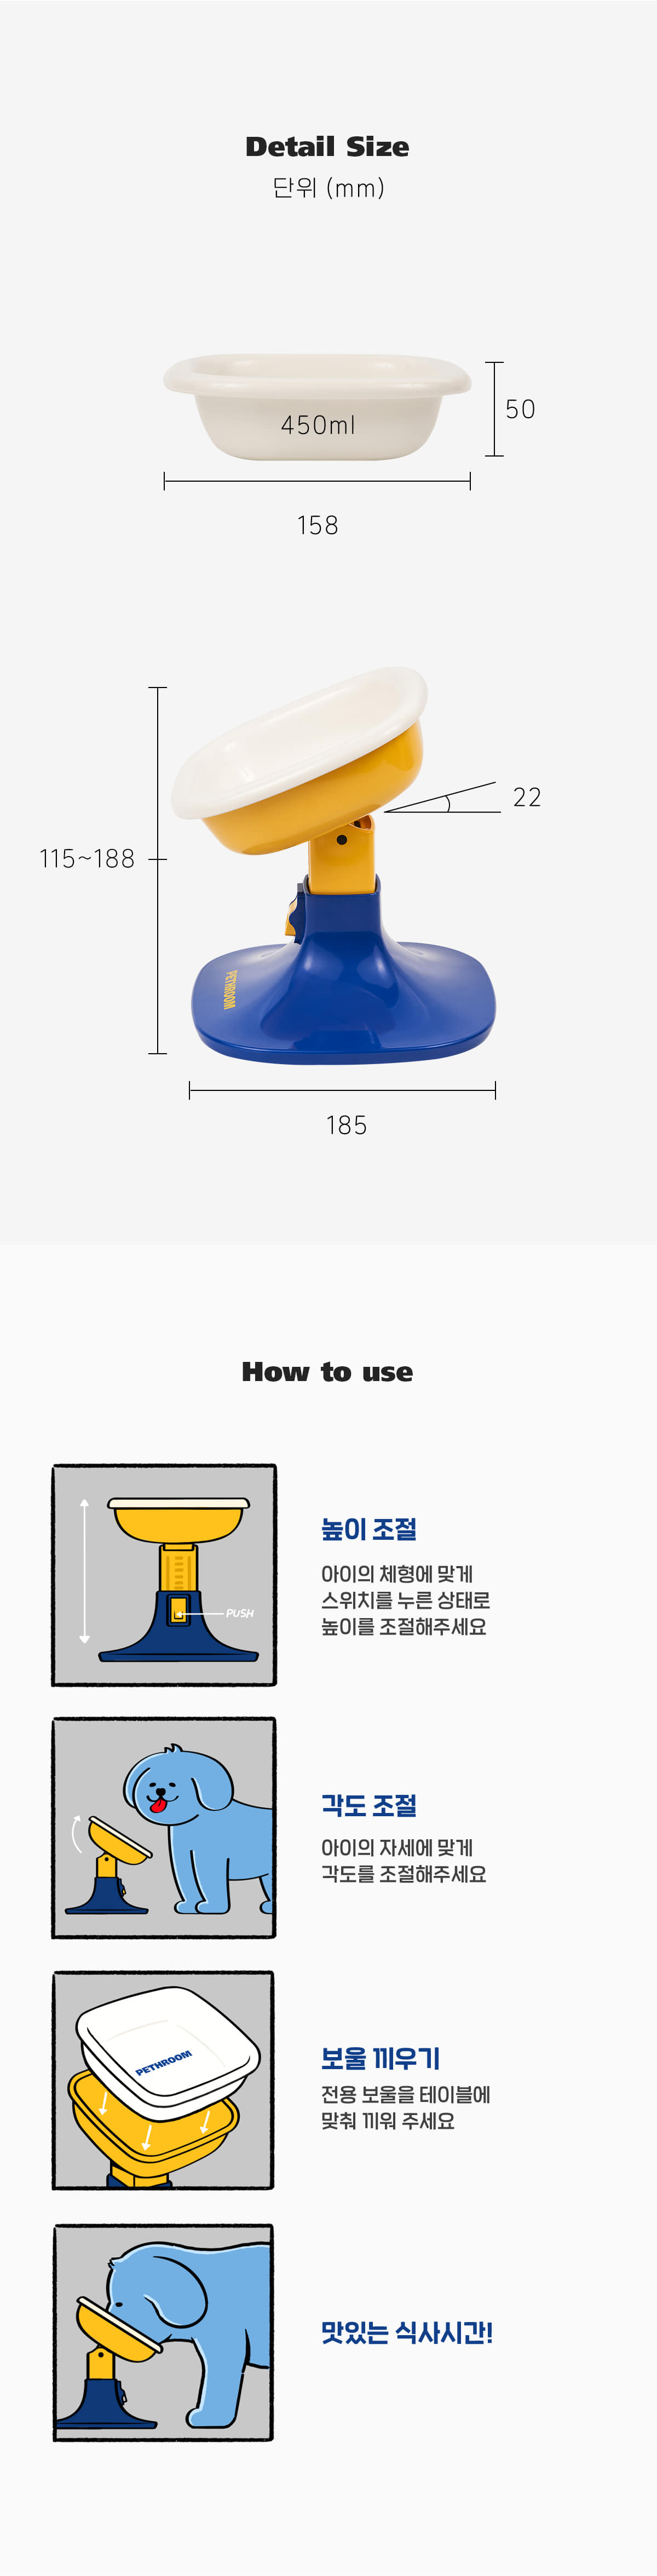 Detail Size
단위 (mm)
450ml
50
158
22
115~188
PETHROOM
185
How to use
PUSH
높이 조절
아이의 체형에 맞게
스위치를 누른 상태로
높이를 조절해주세요
각도 조절
아이의 자세에 맞게
각도를 조절해주세요
PETHROOM
보울 끼우기
전용 보울을 테이블에
맞춰 끼워 주세요
맛있는 식사시간!